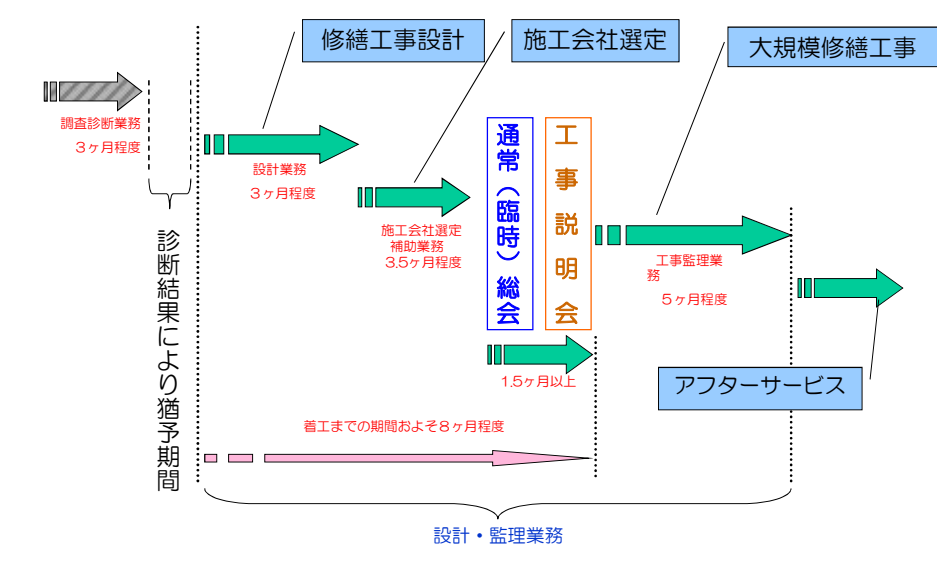 修繕工事設計
施工会社選定
大規模修繕工事
調査診断業務
3ヶ月程度
設計業務
3ヶ月程度
施工会社選定
補助業務
3.5ヶ月程度
通常（臨時）総会
工事説明会
工事監理業
務
5ヶ月程度
診断結果により猶予期間
1.5ヶ月以上
アフターサービス
着工までの期間およそ8ヶ月程度
設計・監理業務